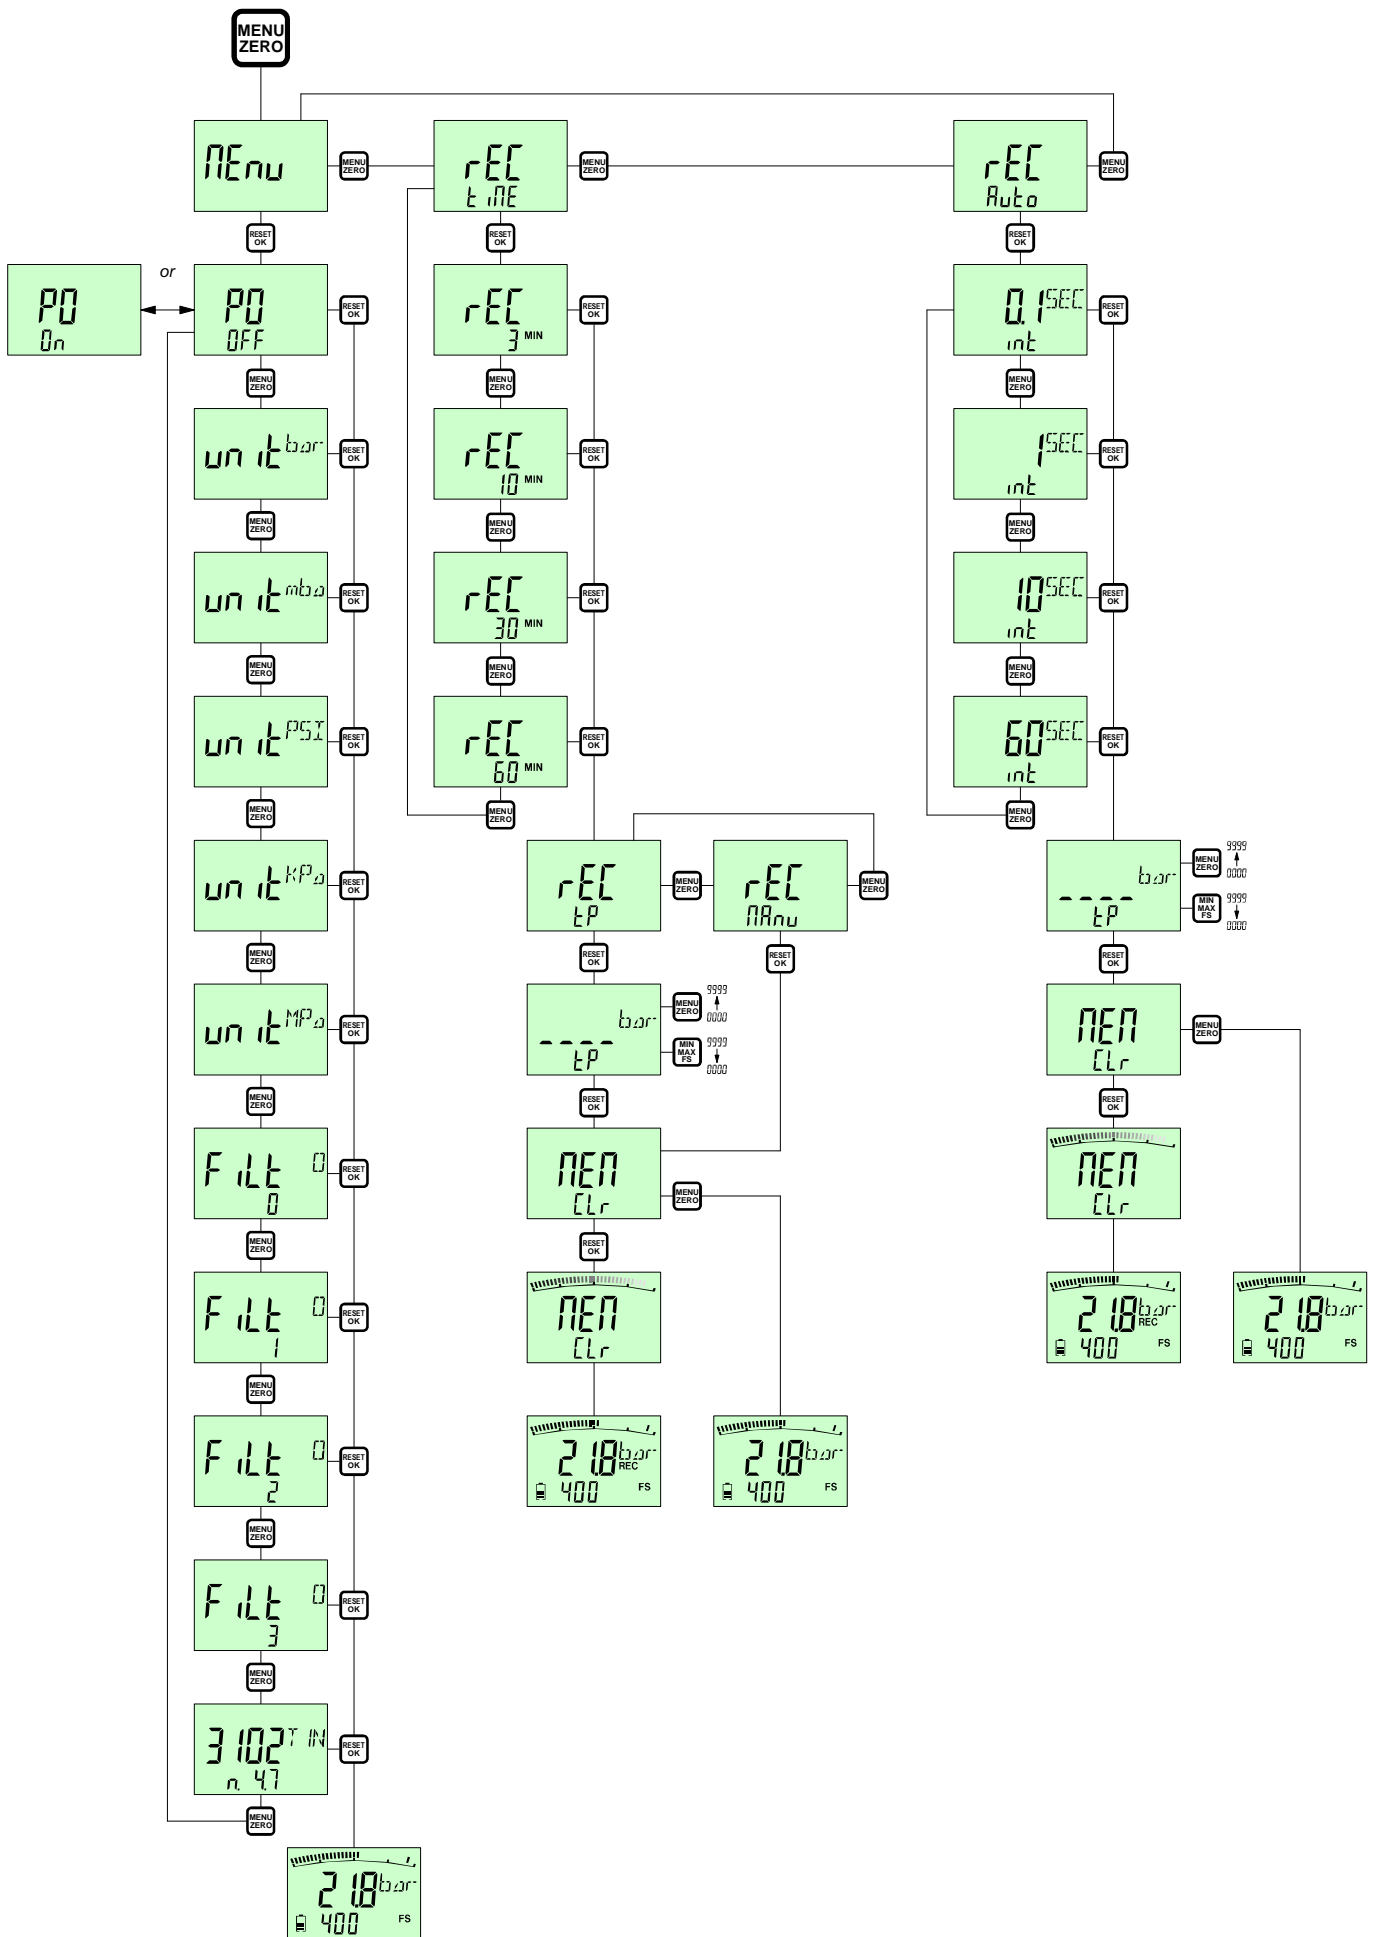 MENU
ZERO
MEnu
MENU
ZERO
rEC
tiME
MENU
ZERO
rEC
Auto
MENU
ZERO
RESET
OK
RESET
OK
RESET
OK
P0
On
or
P0
OFF
RESET
OK
rEC
3 MIN
RESET
OK
0.1 SEC
int
RESET
OK
MENU
ZERO
MENU
ZERO
MENU
ZERO
unit bar
RESET
OK
rEC
10 MIN
RESET
OK
1 SEC
int
RESET
OK
MENU
ZERO
MENU
ZERO
MENU
ZERO
unit mba
RESET
OK
rEC
30 MIN
RESET
OK
10 SEC
int
RESET
OK
MENU
ZERO
MENU
ZERO
MENU
ZERO
unit PSI
RESET
OK
rEC
60 MIN
RESET
OK
60 SEC
int
RESET
OK
MENU
ZERO
MENU
ZERO
MENU
ZERO
unit KPa
RESET
OK
rEC
tP
MENU
ZERO
rEC
MAnu
MENU
ZERO
bar
_ _ _ _
tP
MENU
ZERO
9999
0000
MIN
MAX
FS
9999
0000
MENU
ZERO
RESET
OK
RESET
OK
RESET
OK
unit MPa
RESET
OK
bar
_ _ _ _
tP
MENU
ZERO
9999
0000
MIN
MAX
FS
9999
0000
MEM
CLr
MENU
ZERO
MENU
ZERO
RESET
OK
RESET
OK
FiLt 0
0
RESET
OK
MEM
CLr
MENU
ZERO
MEM
CLr
MENU
ZERO
RESET
OK
FiLt 0
1
RESET
OK
MEM
CLr
21.8 bar
REC
400 FS
21.8 bar
400 FS
MENU
ZERO
FiLt 0
2
RESET
OK
21.8 bar
REC
400 FS
21.8 bar
400 FS
MENU
ZERO
FiLt 0
3
RESET
OK
MENU
ZERO
3102 T IN
n. 4.7
RESET
OK
MENU
ZERO
21.8 bar
400 FS